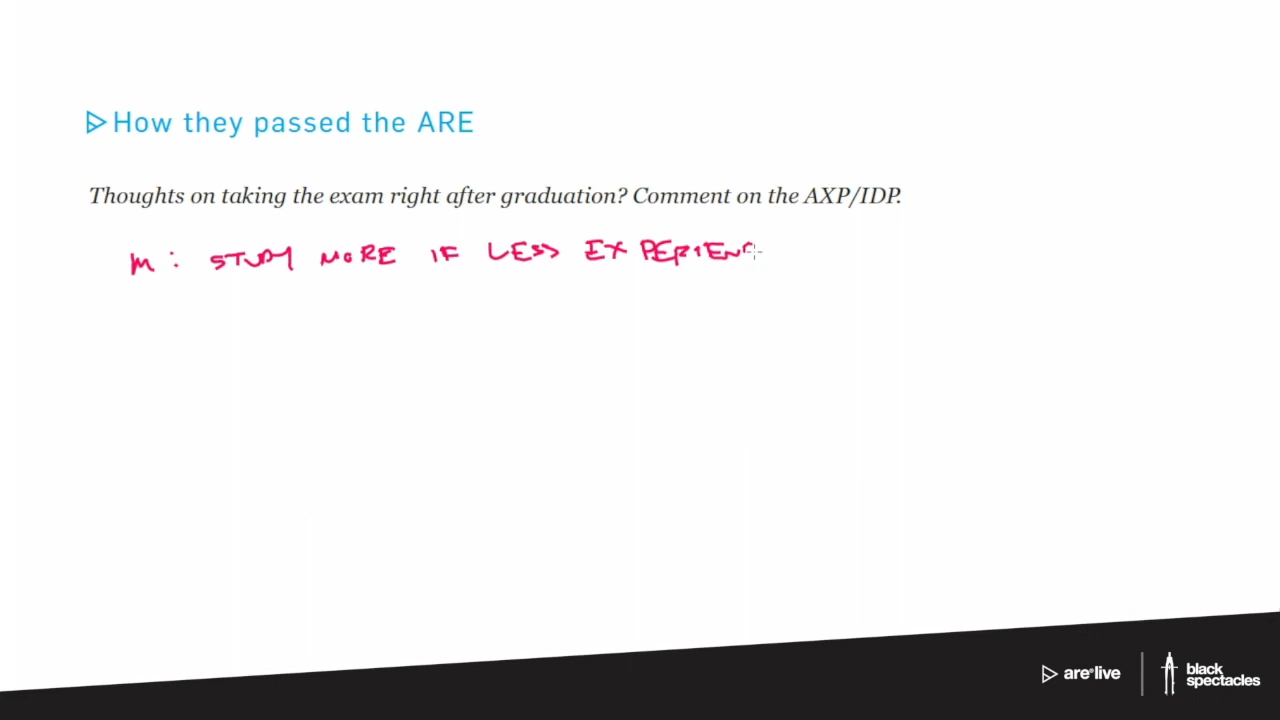 How they passed the ARE
Thoughts on taking the exam right after graduation? Comment on the AXP/IDP.
M: STUDY MORE IF LESS EXPERIENC
are live
black
spectacles